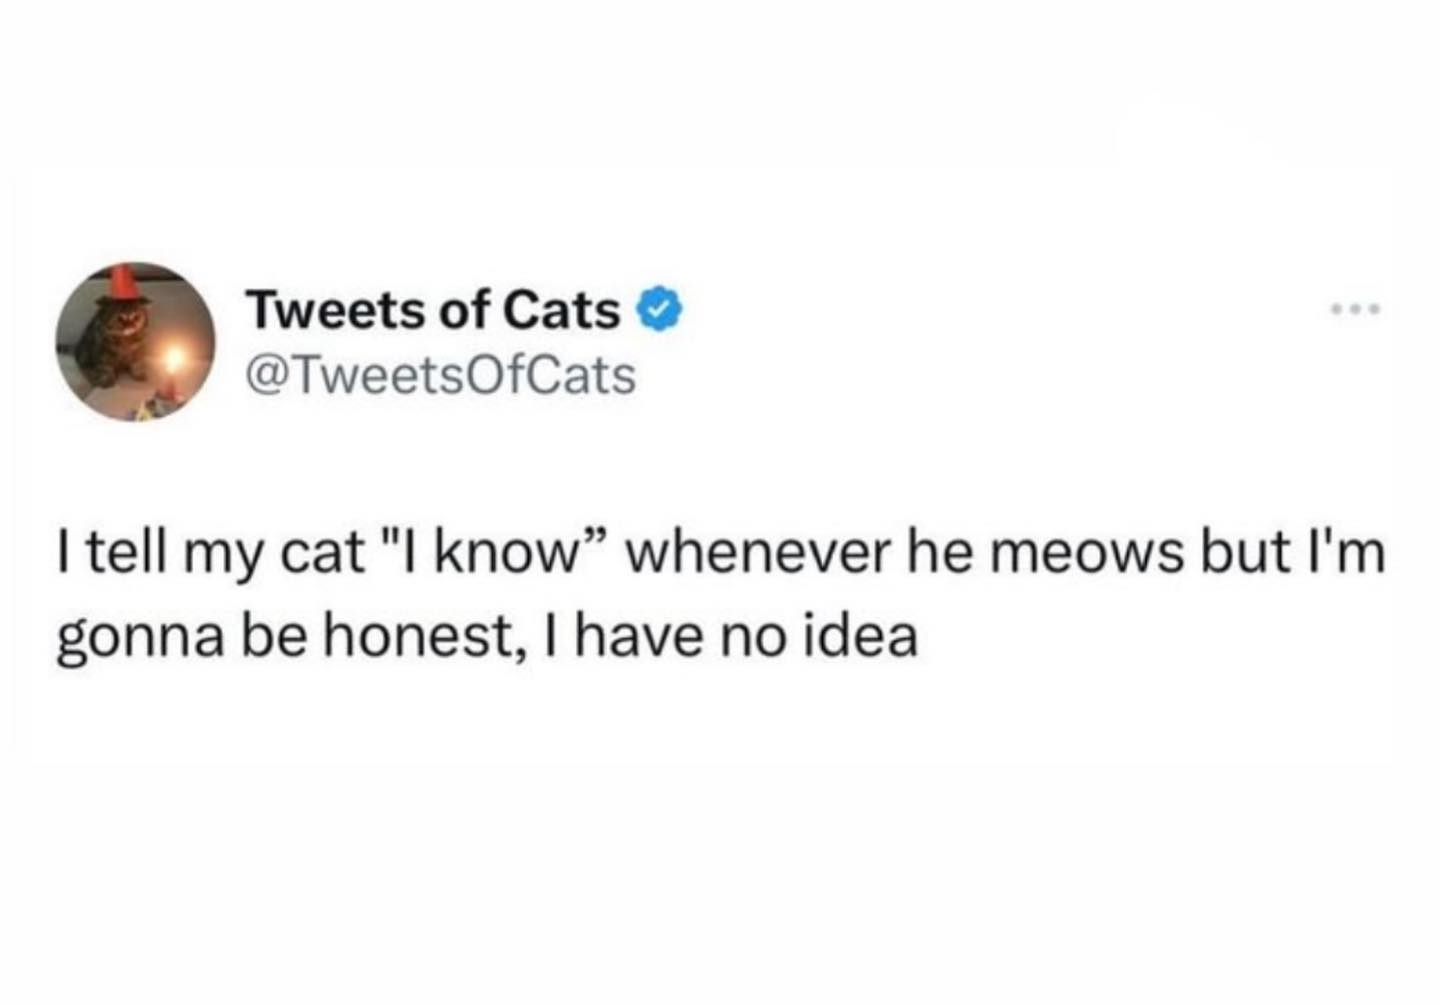 Tweets of Cats
@TweetsOfCats
I tell my cat "I know” whenever he meows but I'm
gonna be honest, I have no idea